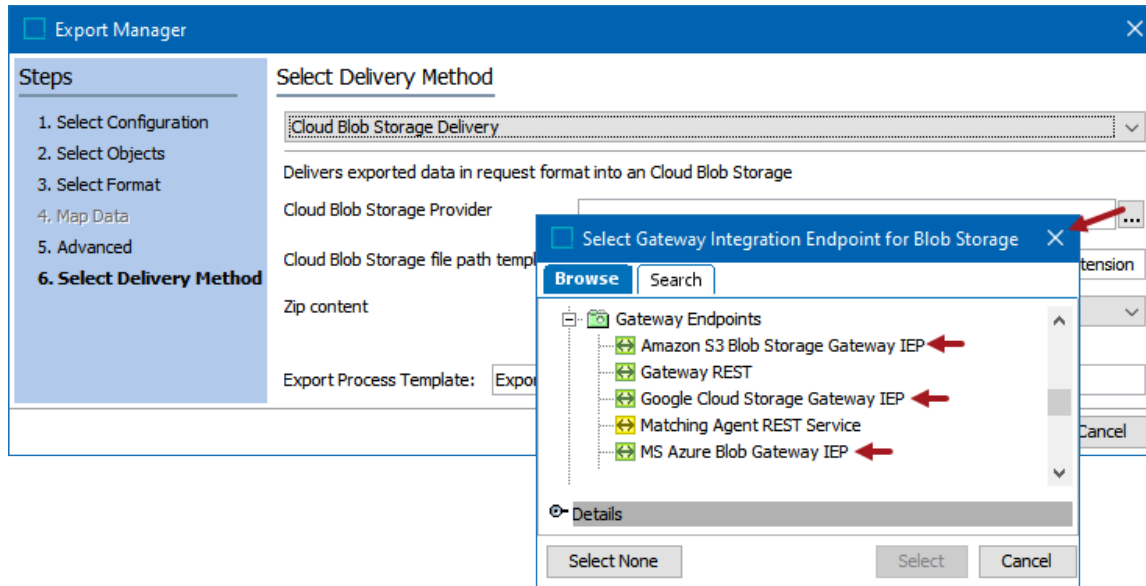 Export Manager
Steps
1. Select Configuration
2. Select Objects
3. Select Format
4. Map Data
5. Advanced
6. Select Delivery Method
Select Delivery Method
Cloud Blob Storage Delivery
Delivers exported data in request format into an Cloud Blob Storage
Cloud Blob Storage Provider
...
Cloud Blob Storage file path templ
tension
Zip content
Export Process Template: Expor
Cancel
Select Gateway Integration Endpoint for Blob Storage
Browse Search
Gateway Endpoints
Amazon S3 Blob Storage Gateway IEP
Gateway REST
Google Cloud Storage Gateway IEP
Matching Agent REST Service
MS Azure Blob Gateway IEP
Details
Select None Select Cancel